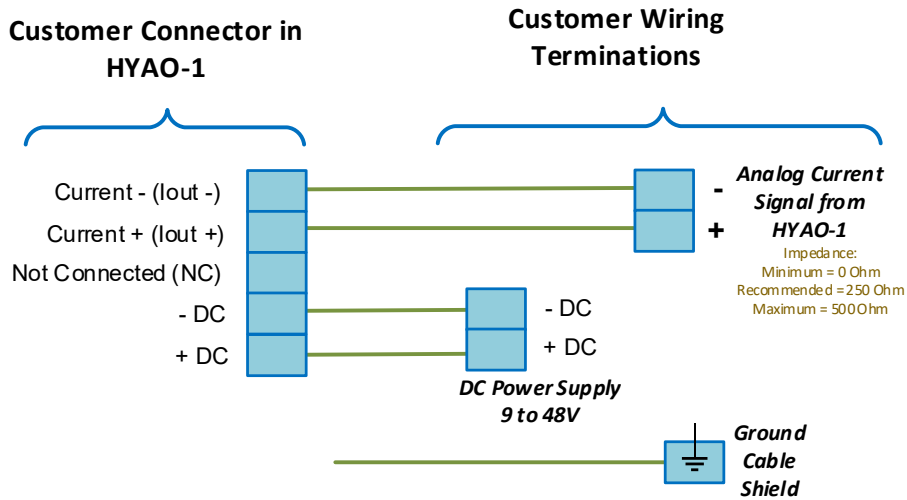 Customer Connector in
HYAO-1
Customer Wiring
Terminations
Current - (Iout -)
Current + (Iout +)
Not Connected (NC)
- DC
+ DC
-
+
Analog Current
Signal from
HYAO-1
Impedance:
Minimum = 0 Ohm
Recommended = 250 Ohm
Maximum = 500 Ohm
- DC
+ DC
DC Power Supply
9 to 48V
Ground
Cable
Shield